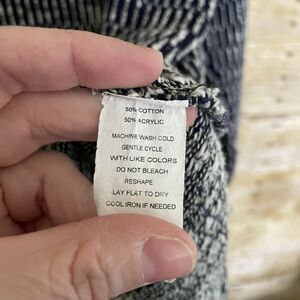 50% COTTON
50% ACRYLIC
MACHINE WASH COLD
GENTLE CYCLE
WITH LIKE COLORS
DO NOT BLEACH
RESHAPE
LAY FLAT TO DRY
COOL IRON IF NEEDED